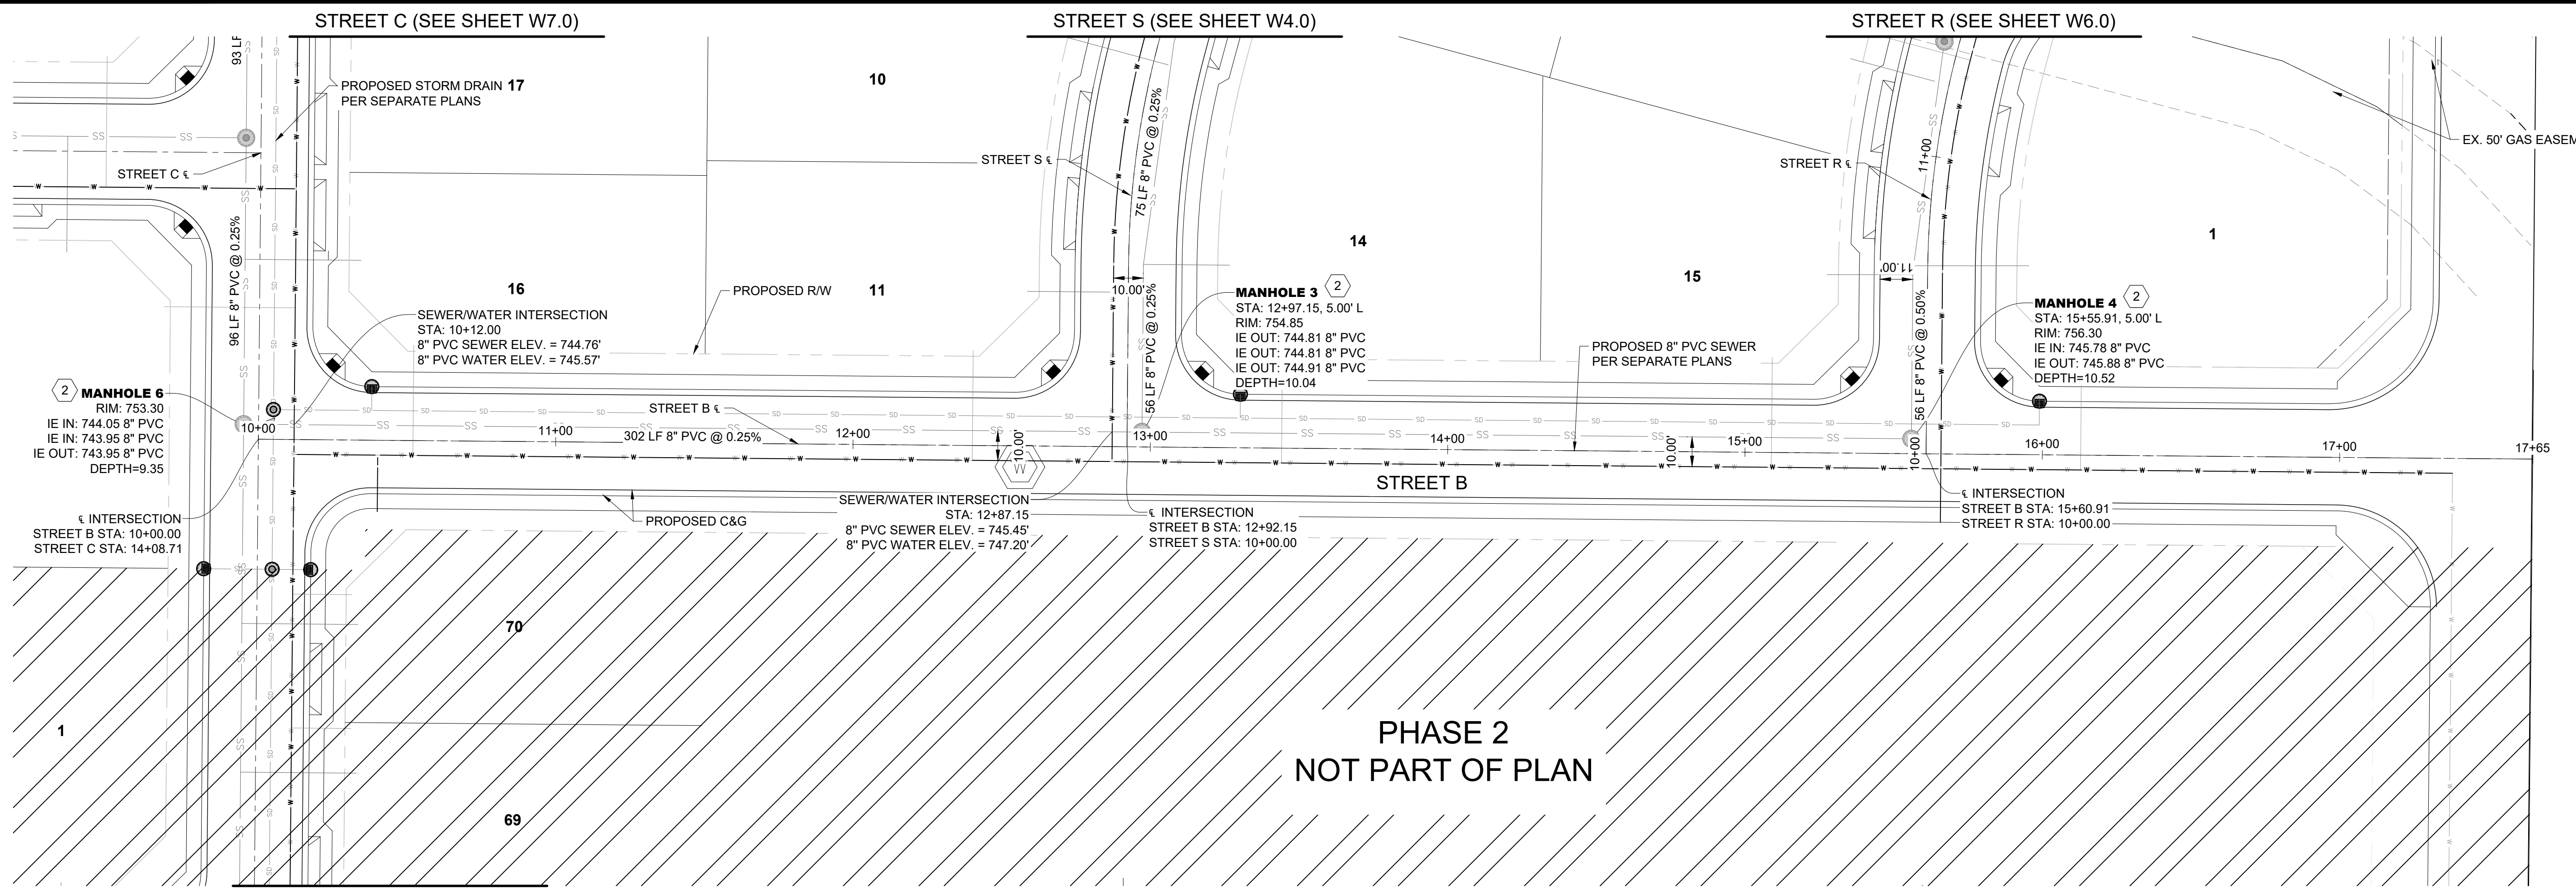 STREET C (SEE SHEET W7.0)
STREET S (SEE SHEET W4.0)
STREET R (SEE SHEET W6.0)
93 LF
PROPOSED STORM DRAIN
PER SEPARATE PLANS
17
10
STREET C ℄
STREET S ℄
STREET R ℄
75 LF 8" PVC @ 0.25%
11+00
EX. 50' GAS EASEM
96 LF 8" PVC @ 0.25%
16
11
14
15
1
PROPOSED R/W
SEWER/WATER INTERSECTION
STA: 10+12.00
8" PVC SEWER ELEV. = 744.76'
8" PVC WATER ELEV. = 745.57'
10.00'
11.00'
56 LF 8" PVC @ 0.25%
MANHOLE 3
2
STA: 12+97.15, 5.00' L
RIM: 754.85
IE OUT: 744.81 8" PVC
IE OUT: 744.81 8" PVC
IE OUT: 744.91 8" PVC
DEPTH=10.04
PROPOSED 8" PVC SEWER
PER SEPARATE PLANS
56 LF 8" PVC @ 0.50%
MANHOLE 4
2
STA: 15+55.91, 5.00' L
RIM: 756.30
IE IN: 745.78 8" PVC
IE OUT: 745.88 8" PVC
DEPTH=10.52
2
MANHOLE 6
RIM: 753.30
IE IN: 744.05 8" PVC
IE IN: 743.95 8" PVC
IE OUT: 743.95 8" PVC
DEPTH=9.35
STREET B ℄
10+00
11+00
302 LF 8" PVC @ 0.25%
12+00
13+00
14+00
15+00
10+00
16+00
17+00
17+65
10.00'
10.00'
VV
STREET B
℄ INTERSECTION
STREET B STA: 10+00.00
STREET C STA: 14+08.71
PROPOSED C&G
SEWER/WATER INTERSECTION
STA: 12+87.15
8" PVC SEWER ELEV. = 745.45'
8" PVC WATER ELEV. = 747.20'
℄ INTERSECTION
STREET B STA: 12+92.15
STREET S STA: 10+00.00
℄ INTERSECTION
STREET B STA: 15+60.91
STREET R STA: 10+00.00
70
1
69
PHASE 2
NOT PART OF PLAN